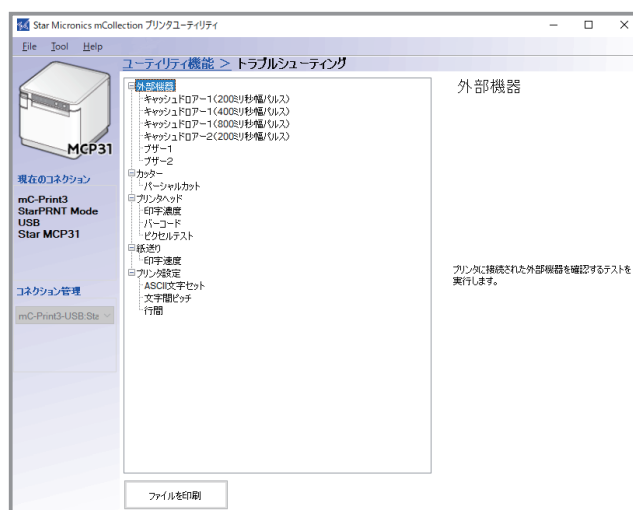 Star Micronics mCollection プリンタユーティリティ
File Tool Help
ユーティリティ機能 > トラブルシューティング
MCP31
現在のコネクション
mC-Print3
StarPRNT Mode
USB
Star MCP31
コネクション管理
mC-Print3-USB:Sta
外部機器
キャッシュドロアー1(200ミリ秒幅パルス)
キャッシュドロアー1(400ミリ秒幅パルス)
キャッシュドロアー1(800ミリ秒幅パルス)
キャッシュドロアー2(200ミリ秒幅パルス)
ブザー1
ブザー2
カッター
パーシャルカット
プリンタヘッド
印字濃度
バーコード
ピクセルテスト
紙送り
印字速度
プリンタ設定
ASCII文字セット
文字間ピッチ
行間
外部機器
プリンタに接続された外部機器を確認するテストを
実行します。
ファイルを印刷